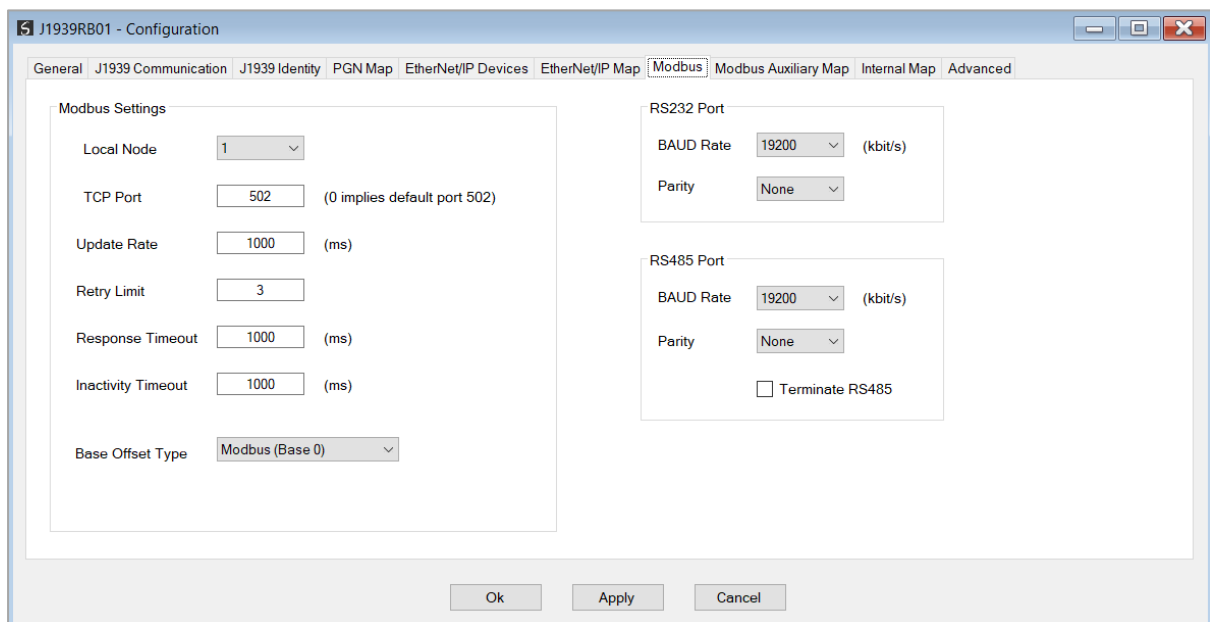 J1939RB01 - Configuration
General J1939 Communication J1939 Identity PGN Map EtherNet/IP Devices EtherNet/IP Map Modbus Modbus Auxiliary Map Internal Map Advanced
Modbus Settings
Local Node 1
TCP Port 502 (0 implies default port 502)
Update Rate 1000 (ms)
Retry Limit 3
Response Timeout 1000 (ms)
Inactivity Timeout 1000 (ms)
Base Offset Type Modbus (Base 0)
RS232 Port
BAUD Rate 19200 (kbit/s)
Parity None
RS485 Port
BAUD Rate 19200 (kbit/s)
Parity None
Terminate RS485
Ok Apply Cancel